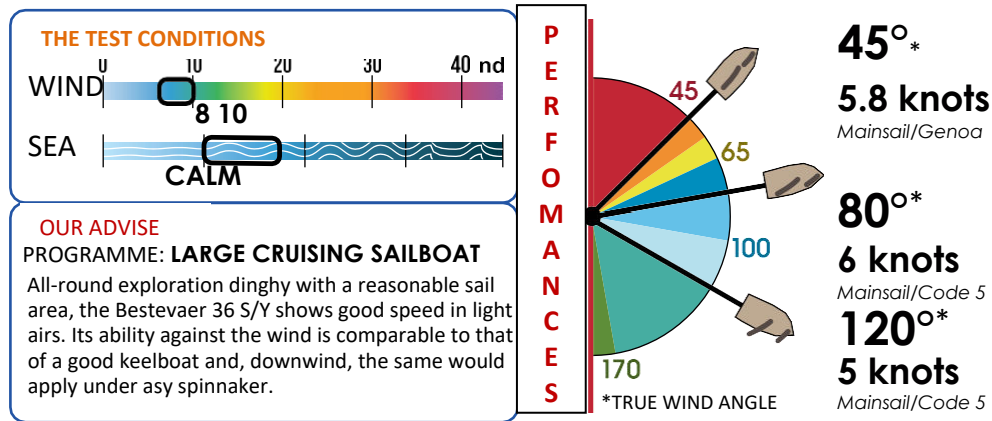 THE TEST CONDITIONS
0 10 20 30 40 nd
WIND
8 10
SEA
CALM
OUR ADVISE
PROGRAMME: LARGE CRUISING SAILBOAT
All-round exploration dinghy with a reasonable sail
area, the Bestevaer 36 S/Y shows good speed in light
airs. Its ability against the wind is comparable to that
of a good keelboat and, downwind, the same would
apply under asy spinnaker.
P
E
R
F
O
M
A
N
C
E
S
45
65
100
170
*TRUE WIND ANGLE
45°*
5.8 knots
Mainsail/Genoa
80°*
6 knots
Mainsail/Code 5
120°*
5 knots
Mainsail/Code 5